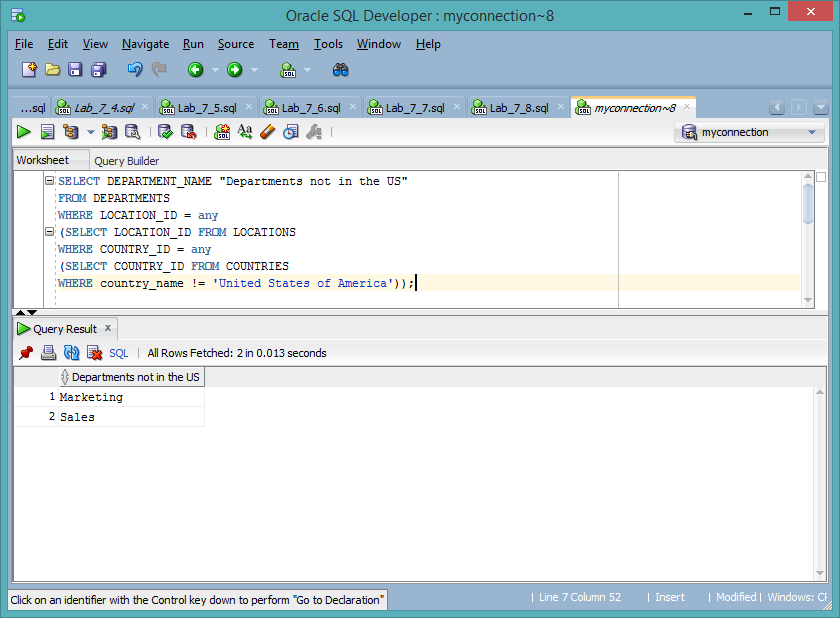 Oracle SQL Developer : myconnection~8
File Edit View Navigate Run Source Team Tools Window Help
...sql Lab_7_4.sql Lab_7_5.sql Lab_7_6.sql Lab_7_7.sql Lab_7_8.sql myconnection~8
Aa myconnection
Worksheet Query Builder
SELECT DEPARTMENT_NAME "Departments not in the US"
FROM DEPARTMENTS
WHERE LOCATION_ID = any
(SELECT LOCATION_ID FROM LOCATIONS
WHERE COUNTRY_ID = any
(SELECT COUNTRY_ID FROM COUNTRIES
WHERE country_name != 'United States of America'));
Query Result x
SQL | All Rows Fetched: 2 in 0.013 seconds
Departments not in the US
1 Marketing
2 Sales
Click on an identifier with the Control key down to perform "Go to Declaration" | Line 7 Column 52 | Insert | Modified | Windows: CF